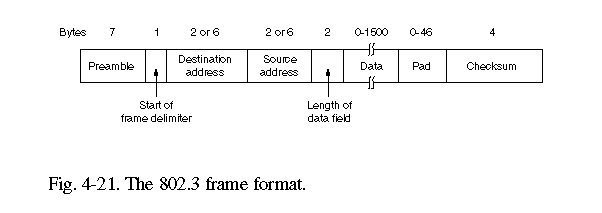 Bytes 7 1 2 or 6 2 or 6 2 0-1500 0-46 4
Preamble Destination address Source address Data Pad Checksum
Start of
frame delimiter
Length of
data field
Fig. 4-21. The 802.3 frame format.